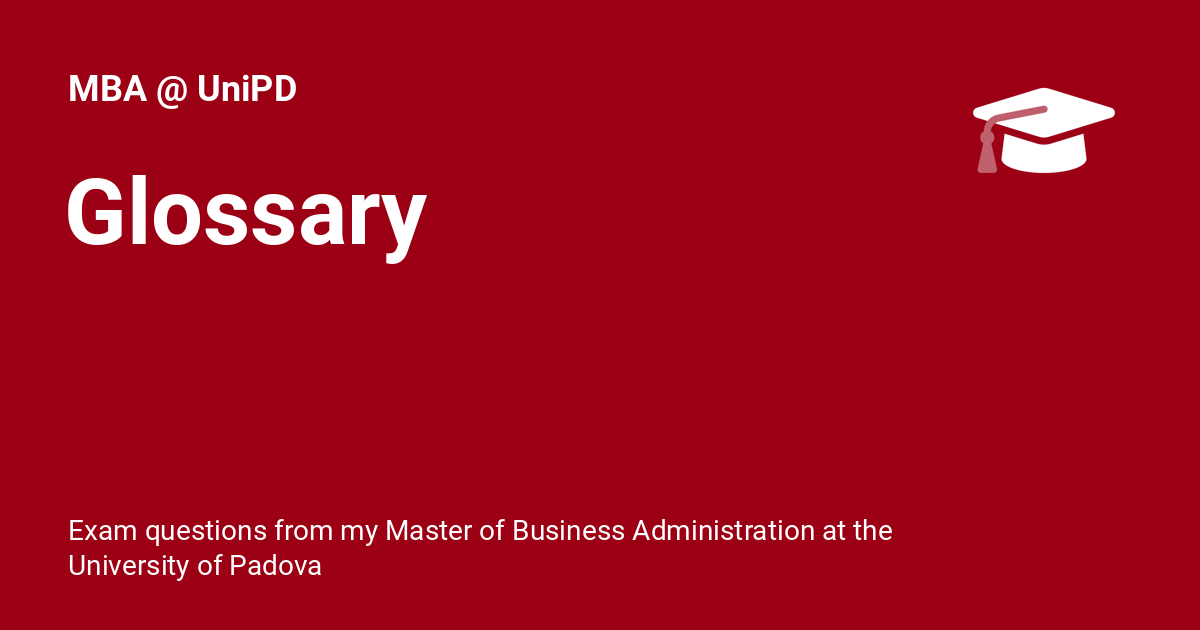 MBA @ UniPD
Glossary
Exam questions from my Master of Business Administration at the
University of Padova